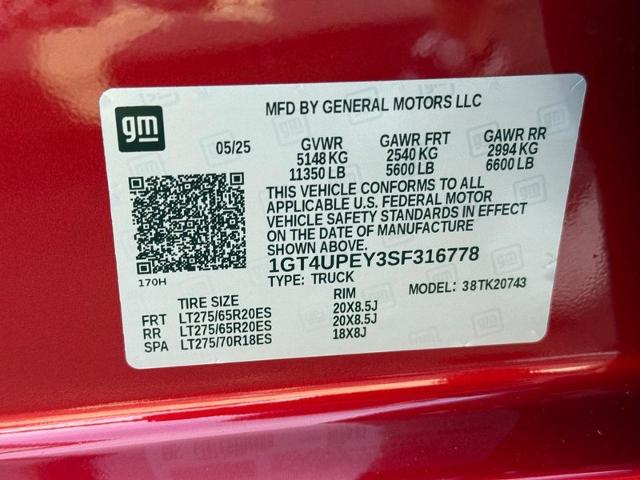 MFD BY GENERAL MOTORS LLC
gm
05/25 GVWR GAWR FRT GAWR RR
5148 KG 2540 KG 2994 KG
11350 LB 5600 LB 6600 LB
THIS VEHICLE CONFORMS TO ALL
APPLICABLE U.S. FEDERAL MOTOR
VEHICLE SAFETY STANDARDS IN EFFECT
ON THE DATE OF MANUFACTURE
SHOWN ABOVE.
1GT4UPEY3SF316778
170H TYPE: TRUCK MODEL: 38TK20743
TIRE SIZE RIM
FRT LT275/65R20ES 20X8.5J
RR LT275/65R20ES 20X8.5J
SPA LT275/70R18ES 18X8J